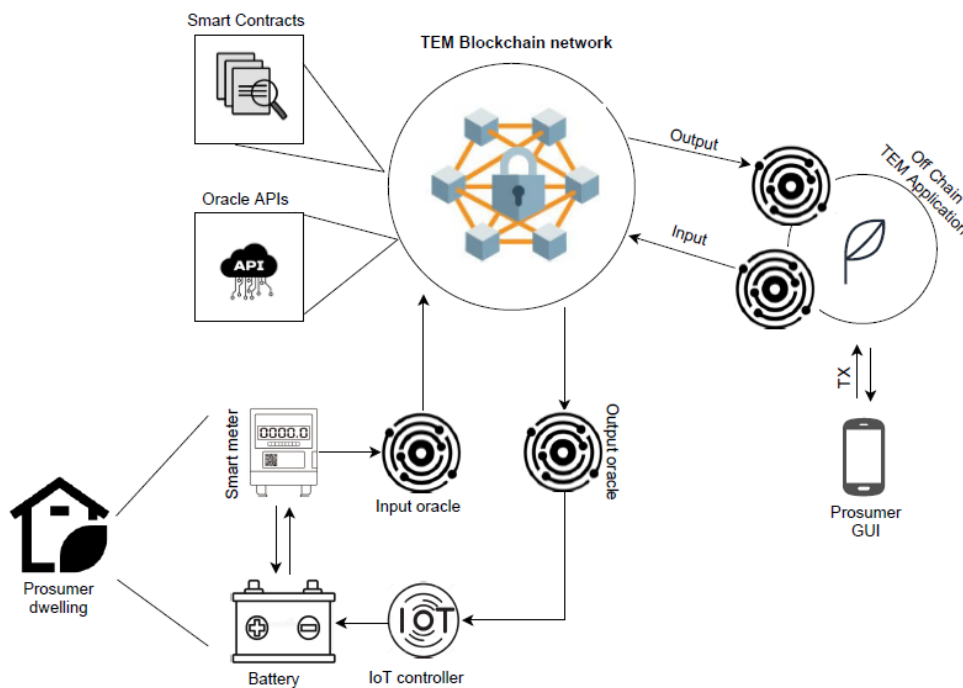 Smart Contracts
TEM Blockchain network
Output
Off Chain
TEM Application
Oracle APIs
API
Input
TX
Smart meter
0000.0
Input oracle
Output oracle
Prosumer
GUI
Prosumer
dwelling
IOT
Battery
IoT controller